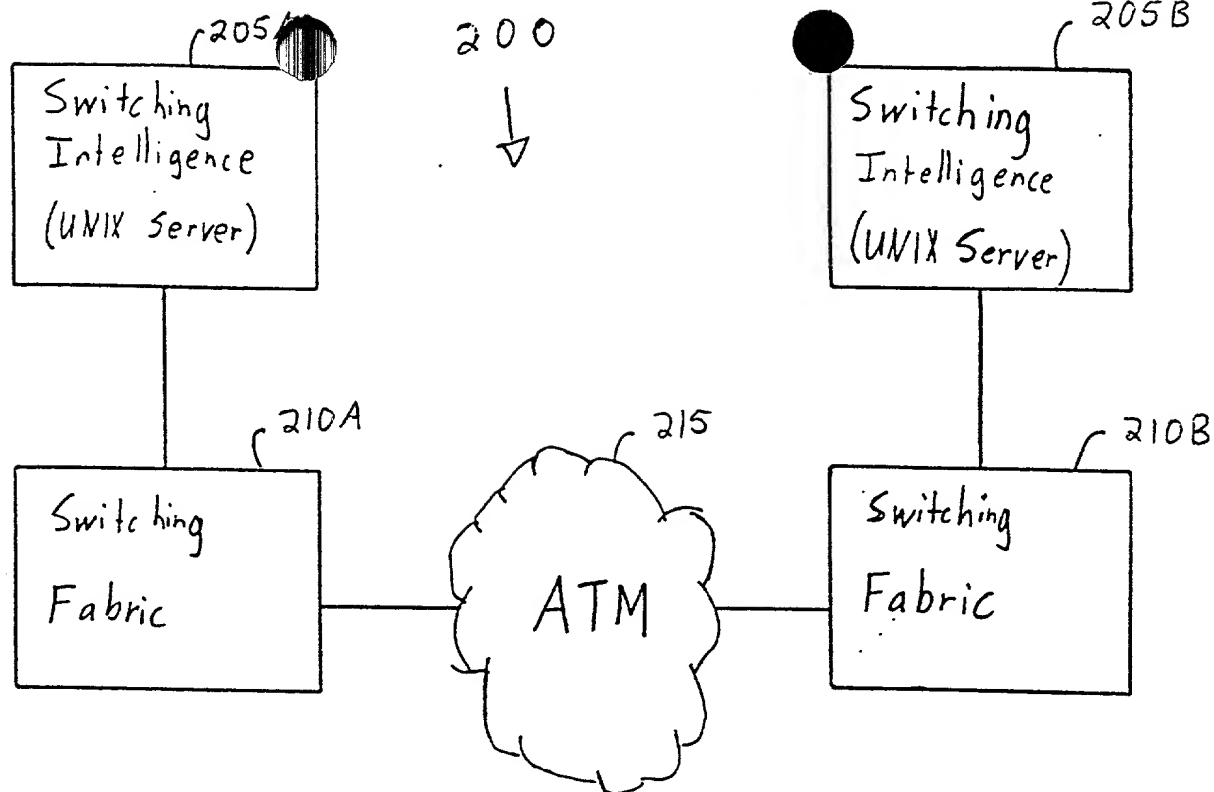 200
205B
Switching
Intelligence
(UNIX Server)
Switching
Intelligence
(UNIX Server)
210A
215
210B
Switching
Fabric
ATM
Switching
Fabric